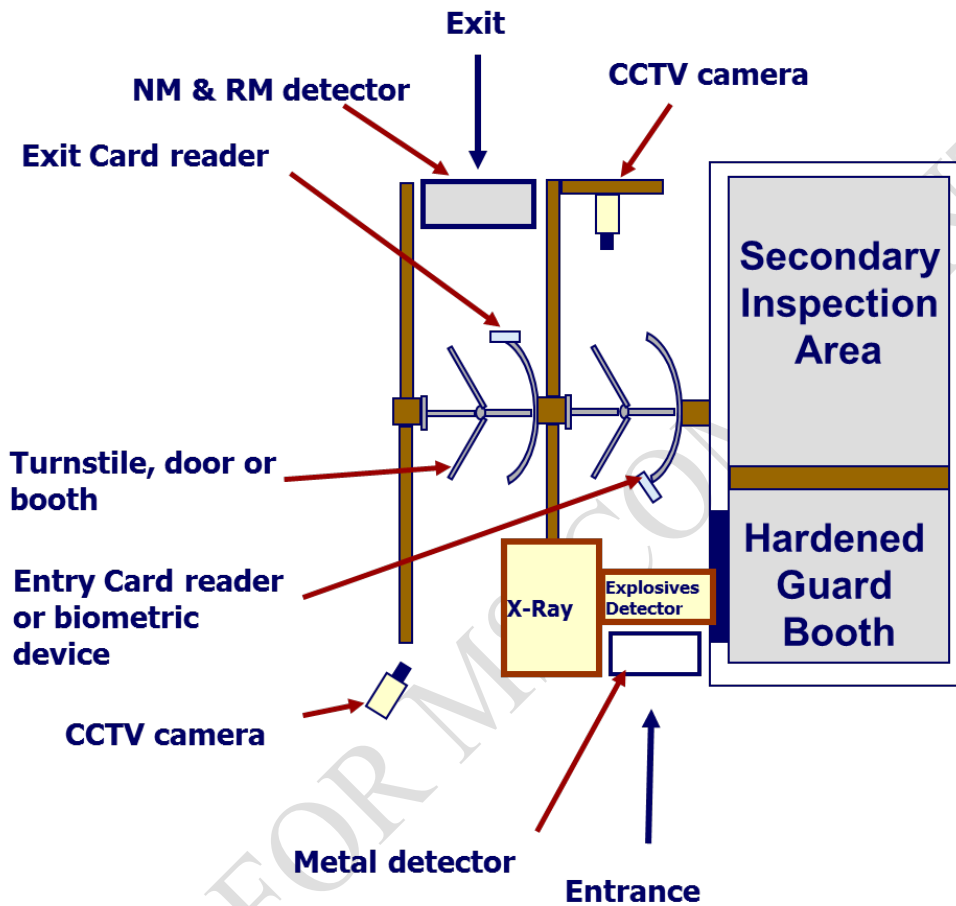 Exit
NM & RM detector
CCTV camera
Exit Card reader
Secondary
Inspection
Area
Turnstile, door or
booth
Hardened
Guard
Booth
Entry Card reader
or biometric
device
X-Ray
Explosives
Detector
CCTV camera
Metal detector
Entrance
FOR